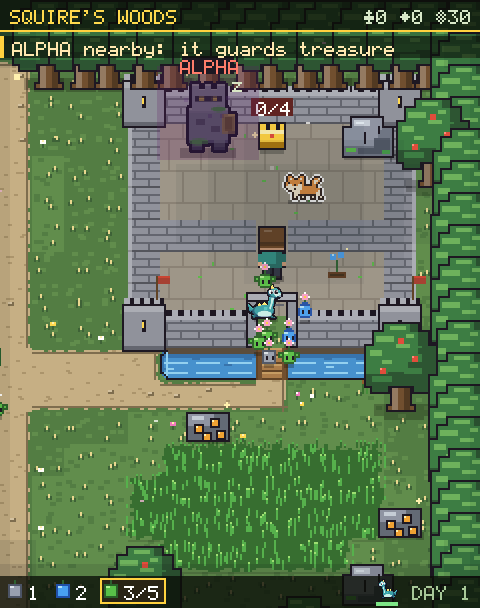 SQUIRE'S WOODS
0 0 30
ALPHA nearby: it guards treasure
ALPHA
z
0/4
1 2 3/5
DAY 1